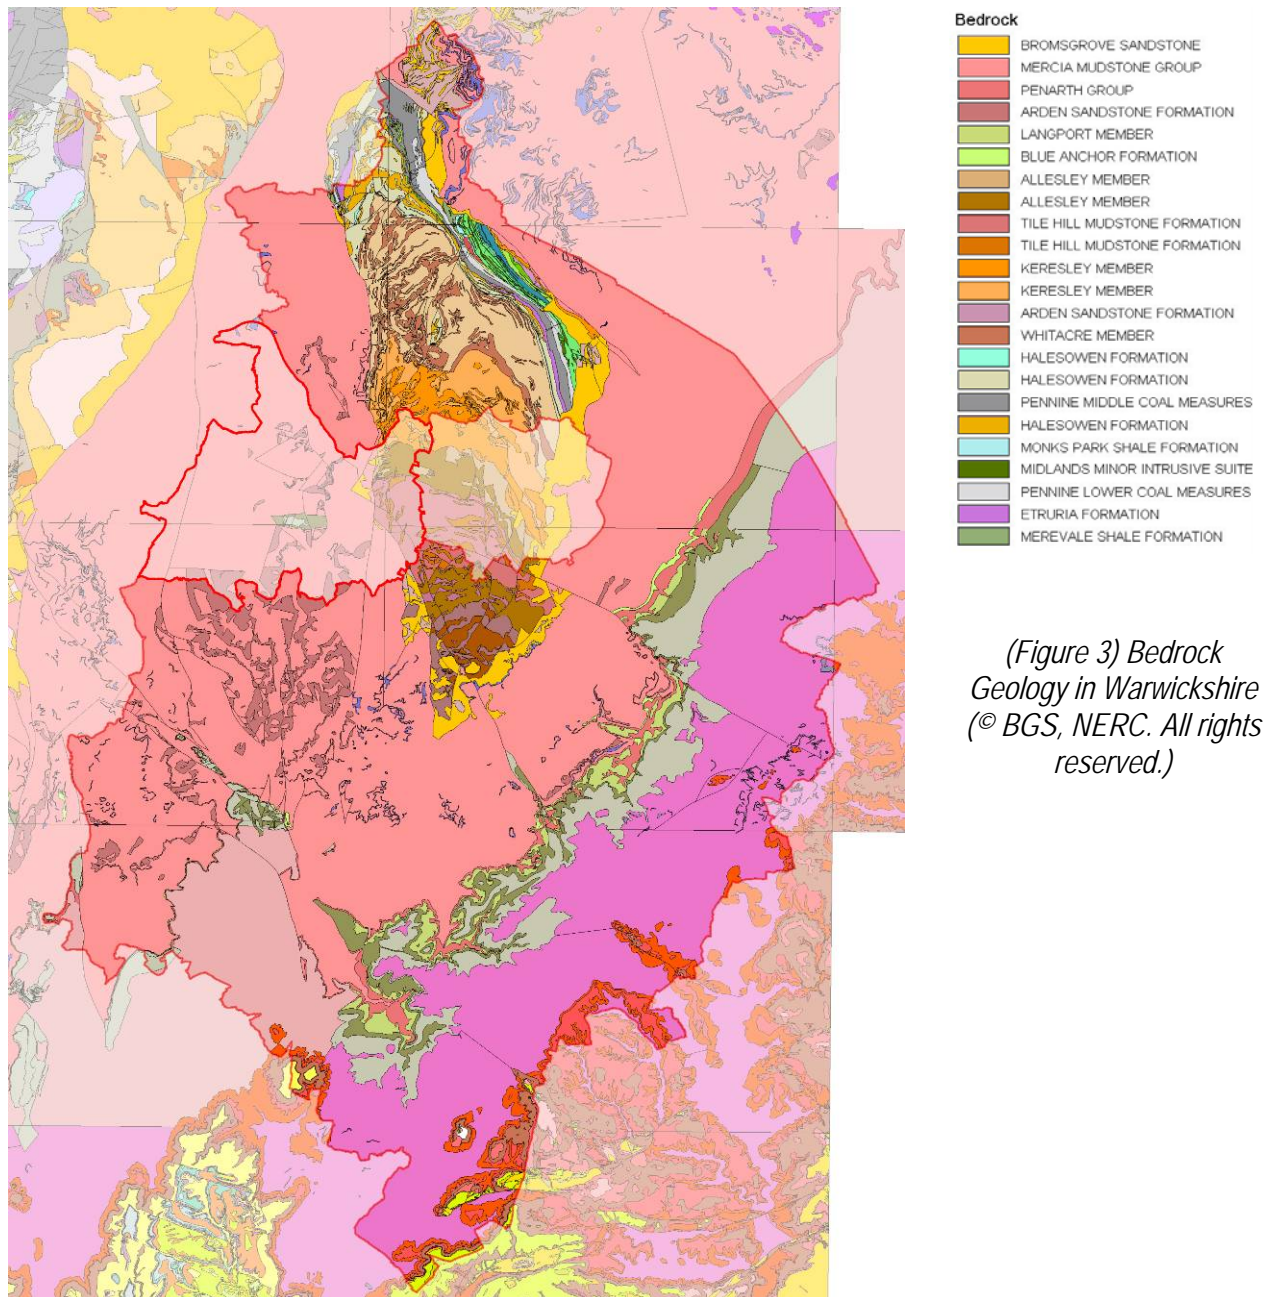 Bedrock
BROMSGROVE SANDSTONE
MERCIA MUDSTONE GROUP
PENARTH GROUP
ARDEN SANDSTONE FORMATION
LANGPORT MEMBER
BLUE ANCHOR FORMATION
ALLESLEY MEMBER
ALLESLEY MEMBER
TILE HILL MUDSTONE FORMATION
TILE HILL MUDSTONE FORMATION
KERESLEY MEMBER
KERESLEY MEMBER
ARDEN SANDSTONE FORMATION
WHITACRE MEMBER
HALESOWEN FORMATION
HALESOWEN FORMATION
PENNINE MIDDLE COAL MEASURES
HALESOWEN FORMATION
MONKS PARK SHALE FORMATION
MIDLANDS MINOR INTRUSIVE SUITE
PENNINE LOWER COAL MEASURES
ETRURIA FORMATION
MEREVALE SHALE FORMATION
(Figure 3) Bedrock
Geology in Warwickshire
(© BGS, NERC. All rights
reserved.)